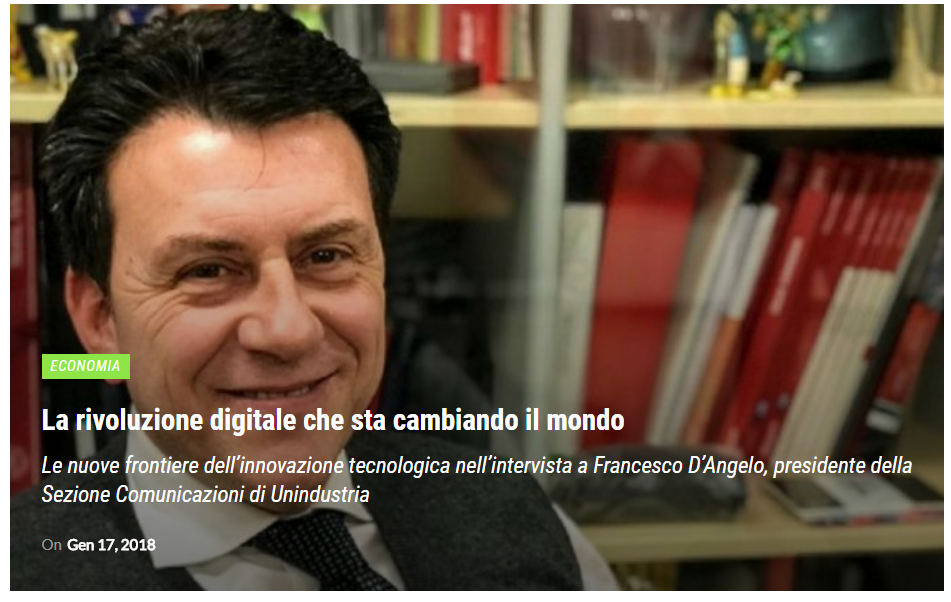 ECONOMIA
La rivoluzione digitale che sta cambiando il mondo
Le nuove frontiere dell’innovazione tecnologica nell’intervista a Francesco D’Angelo, presidente della
Sezione Comunicazioni di Unindustria
On Gen 17, 2018